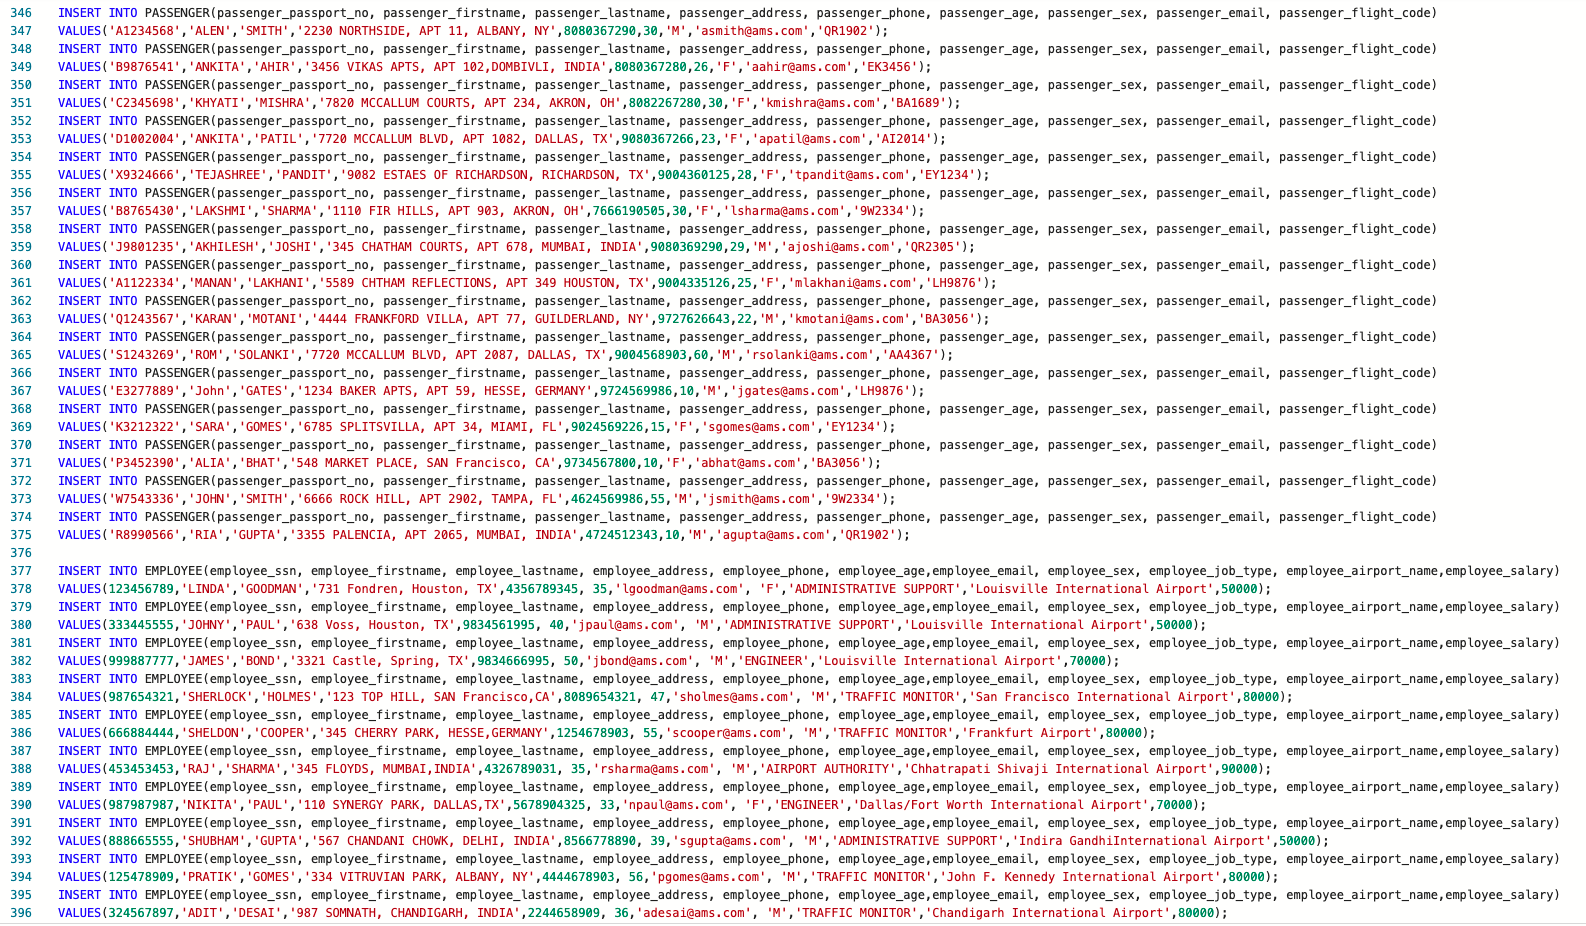 346 INSERT INTO PASSENGER(passenger_passport_no, passenger_firstname, passenger_lastname, passenger_address, passenger_phone, passenger_age, passenger_sex, passenger_email, passenger_flight_code)
347 VALUES('A1234568','ALEN','SMITH','2230 NORTHSIDE, APT 11, ALBANY, NY',8080367290,30,'M','asmith@ams.com','QR1902');
348 INSERT INTO PASSENGER(passenger_passport_no, passenger_firstname, passenger_lastname, passenger_address, passenger_phone, passenger_age, passenger_sex, passenger_email, passenger_flight_code)
349 VALUES('B9876541','ANKITA','AHIR','3456 VIKAS APTS, APT 102,DOMBIVLI, INDIA',8080367280,26,'F','aahir@ams.com','EK3456');
350 INSERT INTO PASSENGER(passenger_passport_no, passenger_firstname, passenger_lastname, passenger_address, passenger_phone, passenger_age, passenger_sex, passenger_email, passenger_flight_code)
351 VALUES('C2345698','KHYATI','MISHRA','7820 MCCALLUM COURTS, APT 234, AKRON, OH',8082267280,30,'F','kmishra@ams.com','BA1689');
352 INSERT INTO PASSENGER(passenger_passport_no, passenger_firstname, passenger_lastname, passenger_address, passenger_phone, passenger_age, passenger_sex, passenger_email, passenger_flight_code)
353 VALUES('D1002004','ANKITA','PATIL','7720 MCCALLUM BLVD, APT 1082, DALLAS, TX',9080367266,23,'F','apatil@ams.com','AI2014');
354 INSERT INTO PASSENGER(passenger_passport_no, passenger_firstname, passenger_lastname, passenger_address, passenger_phone, passenger_age, passenger_sex, passenger_email, passenger_flight_code)
355 VALUES('X9324666','TEJASHREE','PANDIT','9082 ESTAES OF RICHARDSON, RICHARDSON, TX',9004360125,28,'F','tpandit@ams.com','EY1234');
356 INSERT INTO PASSENGER(passenger_passport_no, passenger_firstname, passenger_lastname, passenger_address, passenger_phone, passenger_age, passenger_sex, passenger_email, passenger_flight_code)
357 VALUES('B8765430','LAKSHMI','SHARMA','1110 FIR HILLS, APT 903, AKRON, OH',7666190505,30,'F','lsharma@ams.com','9W2334');
358 INSERT INTO PASSENGER(passenger_passport_no, passenger_firstname, passenger_lastname, passenger_address, passenger_phone, passenger_age, passenger_sex, passenger_email, passenger_flight_code)
359 VALUES('J9801235','AKHILESH','JOSHI','345 CHATHAM COURTS, APT 678, MUMBAI, INDIA',9080369290,29,'M','ajoshi@ams.com','QR2305');
360 INSERT INTO PASSENGER(passenger_passport_no, passenger_firstname, passenger_lastname, passenger_address, passenger_phone, passenger_age, passenger_sex, passenger_email, passenger_flight_code)
361 VALUES('A1122334','MANAN','LAKHANI','5589 CHTHAM REFLECTIONS, APT 349 HOUSTON, TX',9004335126,25,'F','mlakhani@ams.com','LH9876');
362 INSERT INTO PASSENGER(passenger_passport_no, passenger_firstname, passenger_lastname, passenger_address, passenger_phone, passenger_age, passenger_sex, passenger_email, passenger_flight_code)
363 VALUES('Q1243567','KARAN','MOTANI','4444 FRANKFORD VILLA, APT 77, GUILDERLAND, NY',9727626643,22,'M','kmotani@ams.com','BA3056');
364 INSERT INTO PASSENGER(passenger_passport_no, passenger_firstname, passenger_lastname, passenger_address, passenger_phone, passenger_age, passenger_sex, passenger_email, passenger_flight_code)
365 VALUES('S1243269','ROM','SOLANKI','7720 MCCALLUM BLVD, APT 2087, DALLAS, TX',9004568903,60,'M','rsolanki@ams.com','AA4367');
366 INSERT INTO PASSENGER(passenger_passport_no, passenger_firstname, passenger_lastname, passenger_address, passenger_phone, passenger_age, passenger_sex, passenger_email, passenger_flight_code)
367 VALUES('E3277889','John','GATES','1234 BAKER APTS, APT 59, HESSE, GERMANY',9724569986,10,'M','jgates@ams.com','LH9876');
368 INSERT INTO PASSENGER(passenger_passport_no, passenger_firstname, passenger_lastname, passenger_address, passenger_phone, passenger_age, passenger_sex, passenger_email, passenger_flight_code)
369 VALUES('K3212322','SARA','GOMES','6785 SPLITSVILLA, APT 34, MIAMI, FL',9024569226,15,'F','sgomes@ams.com','EY1234');
370 INSERT INTO PASSENGER(passenger_passport_no, passenger_firstname, passenger_lastname, passenger_address, passenger_phone, passenger_age, passenger_sex, passenger_email, passenger_flight_code)
371 VALUES('P3452390','ALIA','BHAT','548 MARKET PLACE, SAN Francisco, CA',9734567800,10,'F','abhat@ams.com','BA3056');
372 INSERT INTO PASSENGER(passenger_passport_no, passenger_firstname, passenger_lastname, passenger_address, passenger_phone, passenger_age, passenger_sex, passenger_email, passenger_flight_code)
373 VALUES('W7543336','JOHN','SMITH','6666 ROCK HILL, APT 2902, TAMPA, FL',4624569986,55,'M','jsmith@ams.com','9W2334');
374 INSERT INTO PASSENGER(passenger_passport_no, passenger_firstname, passenger_lastname, passenger_address, passenger_phone, passenger_age, passenger_sex, passenger_email, passenger_flight_code)
375 VALUES('R8990566','RIA','GUPTA','3355 PALENCIA, APT 2065, MUMBAI, INDIA',4724512343,10,'M','agupta@ams.com','QR1902');
376
377 INSERT INTO EMPLOYEE(employee_ssn, employee_firstname, employee_lastname, employee_address, employee_phone, employee_age,employee_email, employee_sex, employee_job_type, employee_airport_name,employee_salary)
378 VALUES(123456789,'LINDA','GOODMAN','731 Fondren, Houston, TX',4356789345, 35,'lgoodman@ams.com', 'F','ADMINISTRATIVE SUPPORT','Louisville International Airport',50000);
379 INSERT INTO EMPLOYEE(employee_ssn, employee_firstname, employee_lastname, employee_address, employee_phone, employee_age,employee_email, employee_sex, employee_job_type, employee_airport_name,employee_salary)
380 VALUES(333445555,'JOHNY','PAUL','638 Voss, Houston, TX',9834561995, 40,'jpaul@ams.com', 'M','ADMINISTRATIVE SUPPORT','Louisville International Airport',50000);
381 INSERT INTO EMPLOYEE(employee_ssn, employee_firstname, employee_lastname, employee_address, employee_phone, employee_age,employee_email, employee_sex, employee_job_type, employee_airport_name,employee_salary)
382 VALUES(999887777,'JAMES','BOND','3321 Castle, Spring, TX',9834666995, 50,'jbond@ams.com', 'M','ENGINEER','Louisville International Airport',70000);
383 INSERT INTO EMPLOYEE(employee_ssn, employee_firstname, employee_lastname, employee_address, employee_phone, employee_age,employee_email, employee_sex, employee_job_type, employee_airport_name,employee_salary)
384 VALUES(987654321,'SHERLOCK','HOLMES','123 TOP HILL, SAN Francisco,CA',8089654321, 47,'sholmes@ams.com', 'M','TRAFFIC MONITOR','San Francisco International Airport',80000);
385 INSERT INTO EMPLOYEE(employee_ssn, employee_firstname, employee_lastname, employee_address, employee_phone, employee_age,employee_email, employee_sex, employee_job_type, employee_airport_name,employee_salary)
386 VALUES(666884444,'SHELDON','COOPER','345 CHERRY PARK, HESSE,GERMANY',1254678903, 55,'scooper@ams.com', 'M','TRAFFIC MONITOR','Frankfurt Airport',80000);
387 INSERT INTO EMPLOYEE(employee_ssn, employee_firstname, employee_lastname, employee_address, employee_phone, employee_age,employee_email, employee_sex, employee_job_type, employee_airport_name,employee_salary)
388 VALUES(453453453,'RAJ','SHARMA','345 FLOYDS, MUMBAI,INDIA',4326789031, 35,'rsharma@ams.com', 'M','AIRPORT AUTHORITY','Chhatrapati Shivaji International Airport',90000);
389 INSERT INTO EMPLOYEE(employee_ssn, employee_firstname, employee_lastname, employee_address, employee_phone, employee_age,employee_email, employee_sex, employee_job_type, employee_airport_name,employee_salary)
390 VALUES(987987987,'NIKITA','PAUL','110 SYNERGY PARK, DALLAS,TX',5678904325, 33,'npaul@ams.com', 'F','ENGINEER','Dallas/Fort Worth International Airport',70000);
391 INSERT INTO EMPLOYEE(employee_ssn, employee_firstname, employee_lastname, employee_address, employee_phone, employee_age,employee_email, employee_sex, employee_job_type, employee_airport_name,employee_salary)
392 VALUES(888665555,'SHUBHAM','GUPTA','567 CHANDANI CHOWK, DELHI, INDIA',8566778890, 39,'sgupta@ams.com', 'M','ADMINISTRATIVE SUPPORT','Indira GandhiInternational Airport',50000);
393 INSERT INTO EMPLOYEE(employee_ssn, employee_firstname, employee_lastname, employee_address, employee_phone, employee_age,employee_email, employee_sex, employee_job_type, employee_airport_name,employee_salary)
394 VALUES(125478909,'PRATIK','GOMES','334 VITRUVIAN PARK, ALBANY, NY',4444678903, 56,'pgomes@ams.com', 'M','TRAFFIC MONITOR','John F. Kennedy International Airport',80000);
395 INSERT INTO EMPLOYEE(employee_ssn, employee_firstname, employee_lastname, employee_address, employee_phone, employee_age,employee_email, employee_sex, employee_job_type, employee_airport_name,employee_salary)
396 VALUES(324567897,'ADIT','DESAI','987 SOMNATH, CHANDIGARH, INDIA',2244658909, 36,'adesai@ams.com', 'M','TRAFFIC MONITOR','Chandigarh International Airport',80000);